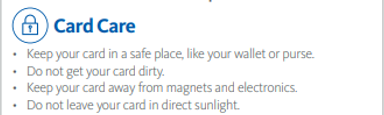 Card Care
• Keep your card in a safe place, like your wallet or purse.
• Do not get your card dirty.
• Keep your card away from magnets and electronics.
• Do not leave your card in direct sunlight.